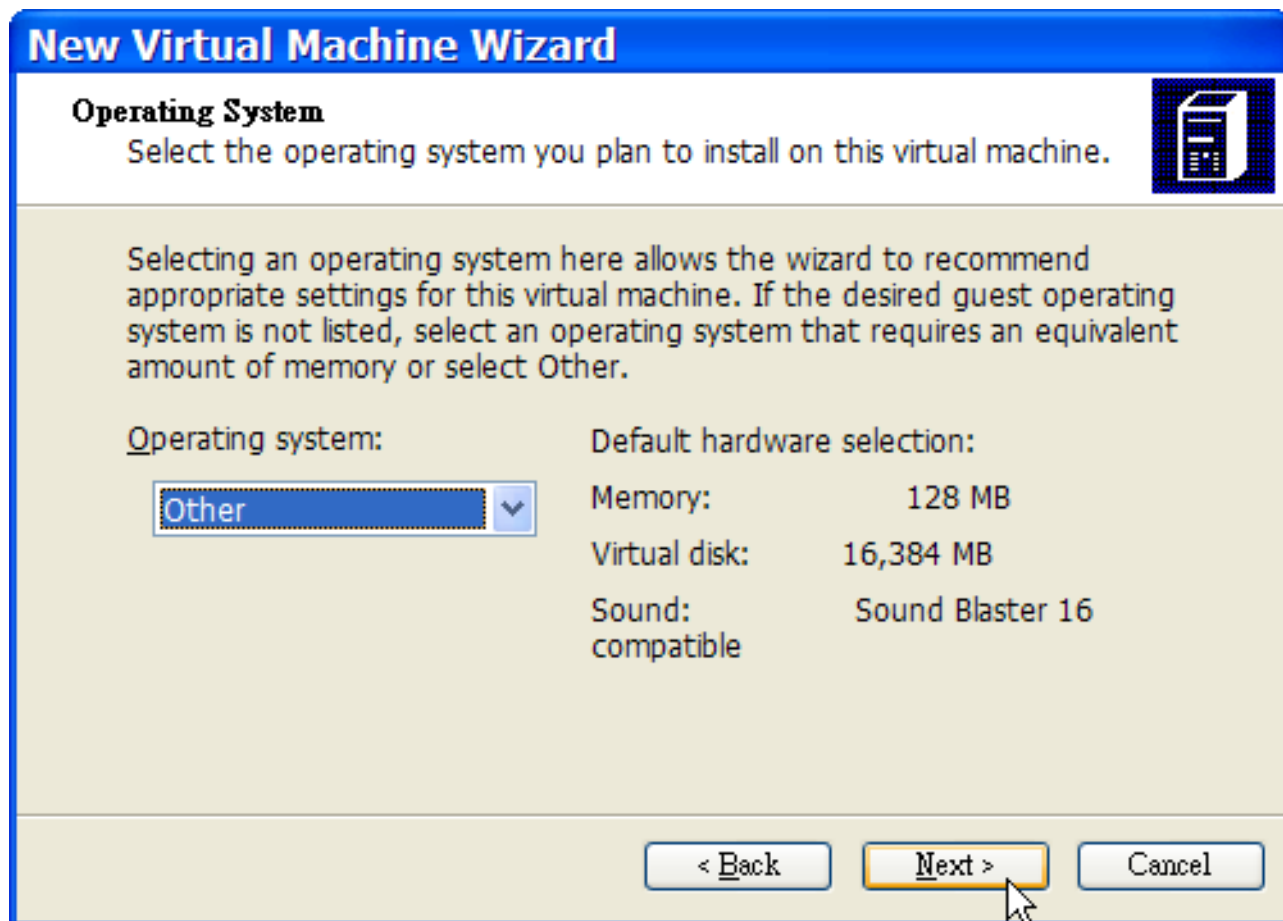 New Virtual Machine Wizard
Operating System
Select the operating system you plan to install on this virtual machine.
Selecting an operating system here allows the wizard to recommend
appropriate settings for this virtual machine. If the desired guest operating
system is not listed, select an operating system that requires an equivalent
amount of memory or select Other.
Operating system:
Other
Default hardware selection:
Memory: 128 MB
Virtual disk: 16,384 MB
Sound: Sound Blaster 16
compatible
< Back
Next >
Cancel